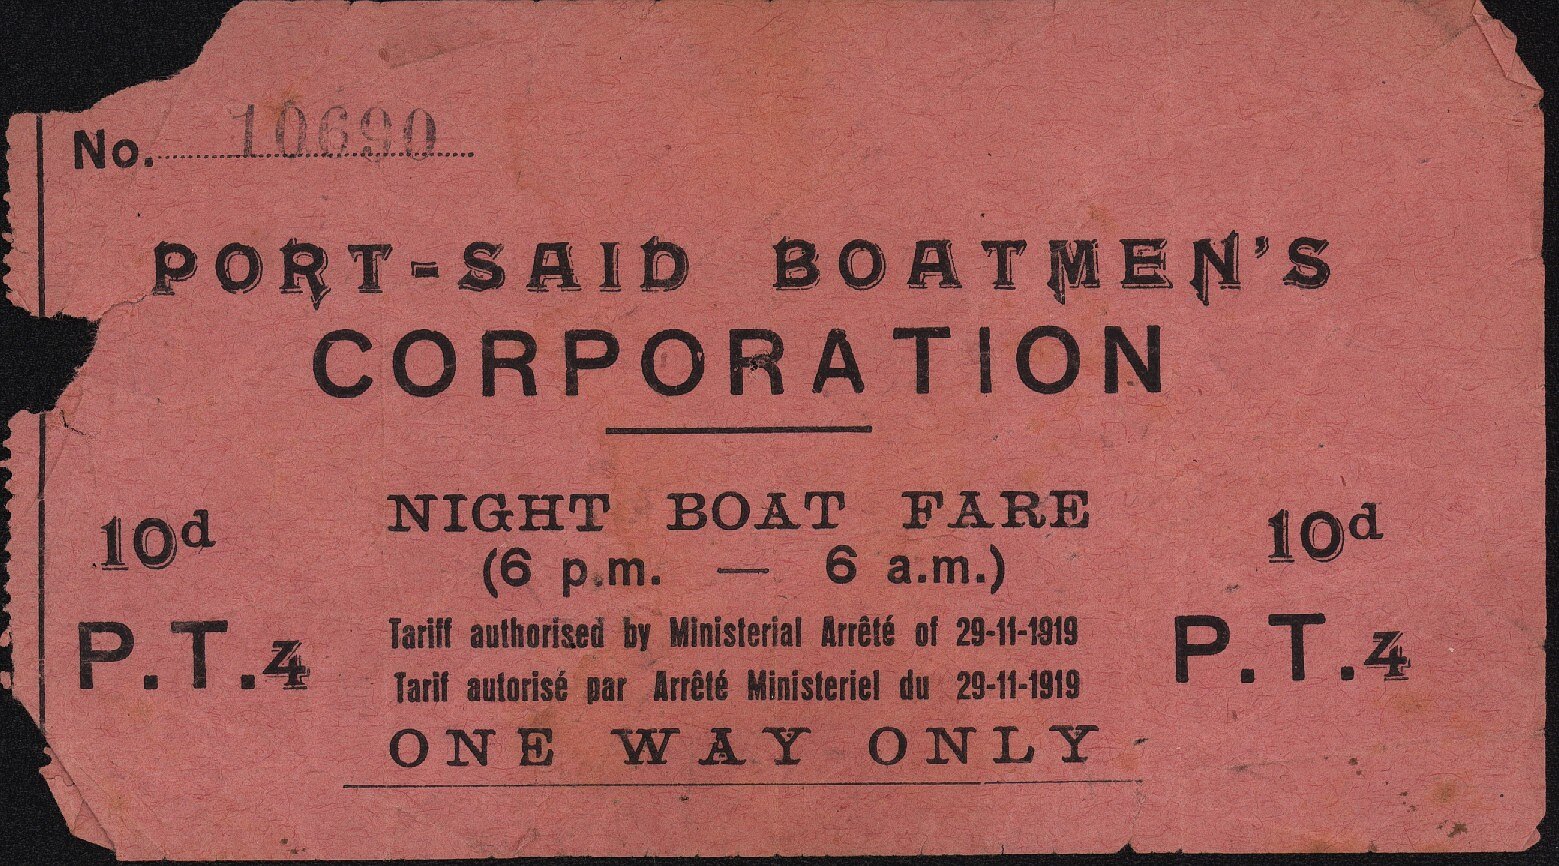 No. 10690
PORT-SAID BOATMEN'S
CORPORATION
NIGHT BOAT FARE
(6 p.m. — 6 a.m.)
10d
P.T.4
10d
P.T.4
Tariff authorised by Ministerial Arrêté of 29-11-1919
Tarif autorisé par Arrêté Ministeriel du 29-11-1919
ONE WAY ONLY